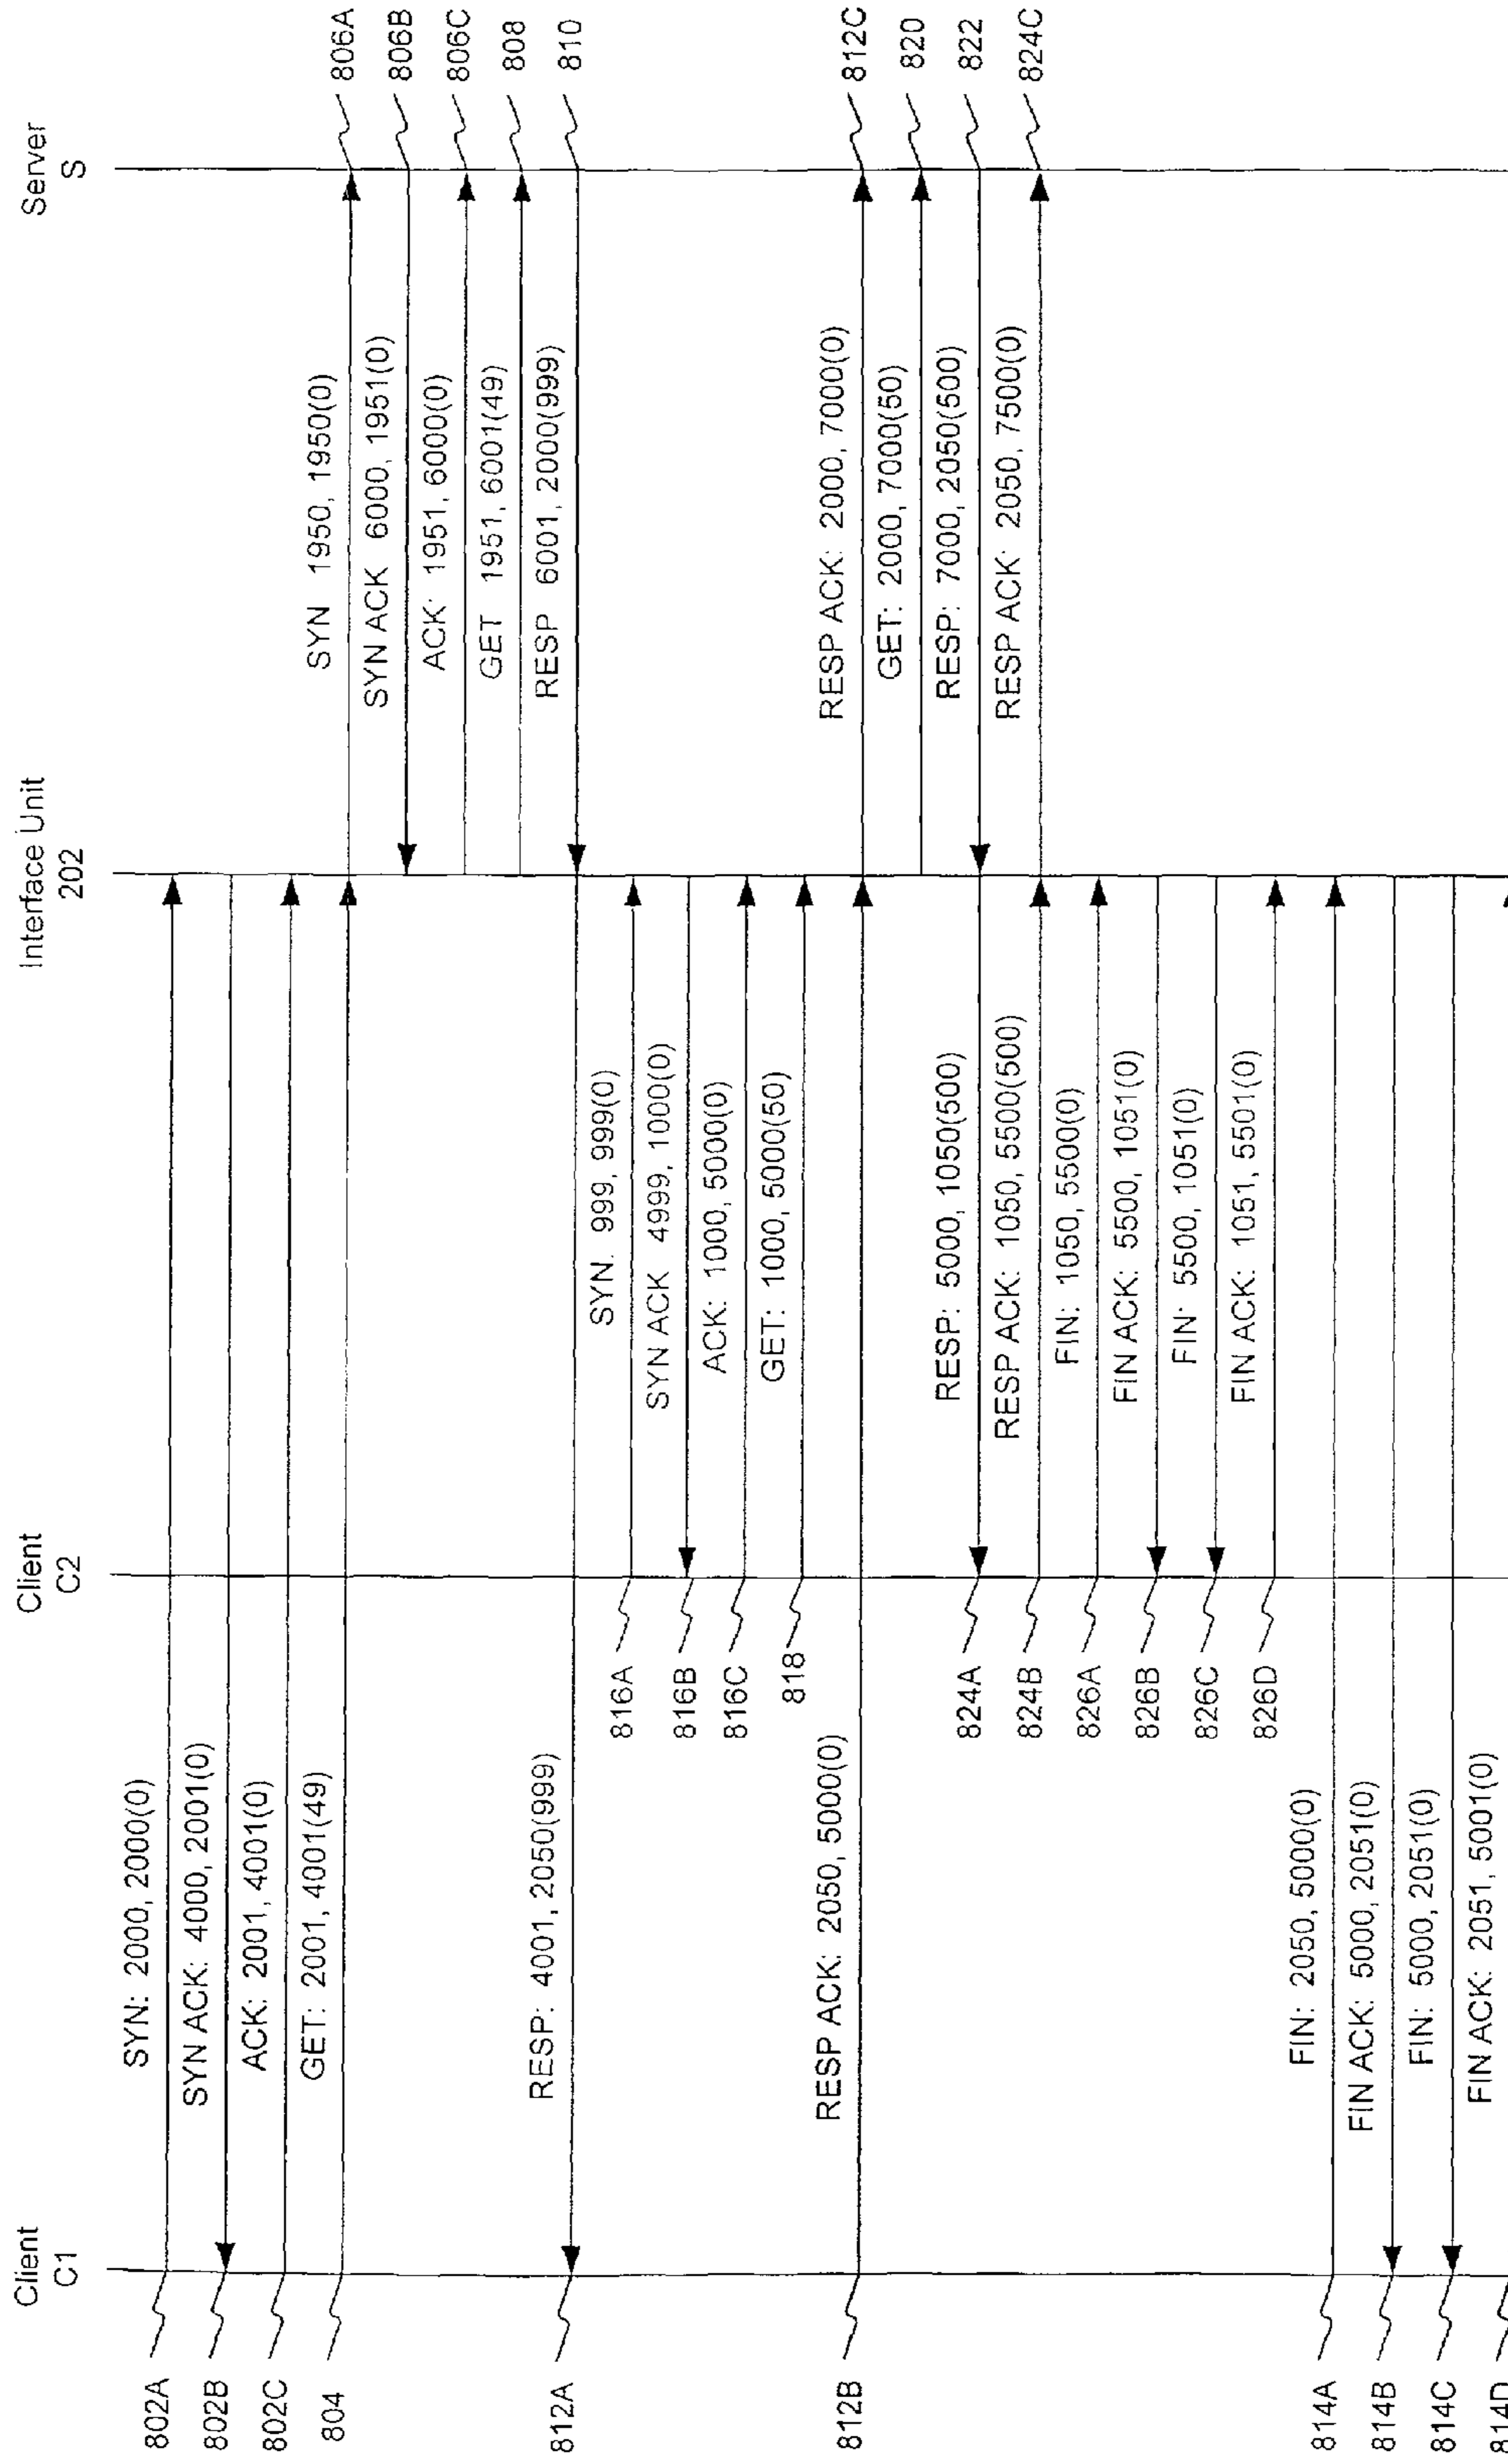 Client
C1
Client
C2
Interface Unit
202
Server
S
802A
SYN: 2000, 2000(0)
802B
SYN ACK: 4000, 2001(0)
802C
ACK: 2001, 4001(0)
804
GET: 2001, 4001(49)
SYN 1950, 1950(0)
806A
SYN ACK 6000, 1951(0)
806B
ACK: 1951, 6000(0)
806C
GET 1951, 6001(49)
808
RESP 6001, 2000(999)
810
812A
RESP: 4001, 2050(999)
816A
SYN: 999, 999(0)
816B
SYN ACK 4999, 1000(0)
816C
ACK: 1000, 5000(0)
818
GET: 1000, 5000(50)
812B
RESP ACK: 2050, 5000(0)
RESP ACK: 2000, 7000(0)
812C
GET: 2000, 7000(50)
820
RESP: 7000, 2050(500)
822
824A
RESP: 5000, 1050(500)
824B
RESP ACK: 1050, 5500(500)
RESP ACK: 2050, 7500(0)
824C
826A
FIN: 1050, 5500(0)
826B
FIN ACK: 5500, 1051(0)
826C
FIN: 5500, 1051(0)
826D
FIN ACK: 1051, 5501(0)
814A
FIN: 2050, 5000(0)
814B
FIN ACK: 5000, 2051(0)
814C
FIN: 5000, 2051(0)
814D
FIN ACK: 2051, 5001(0)